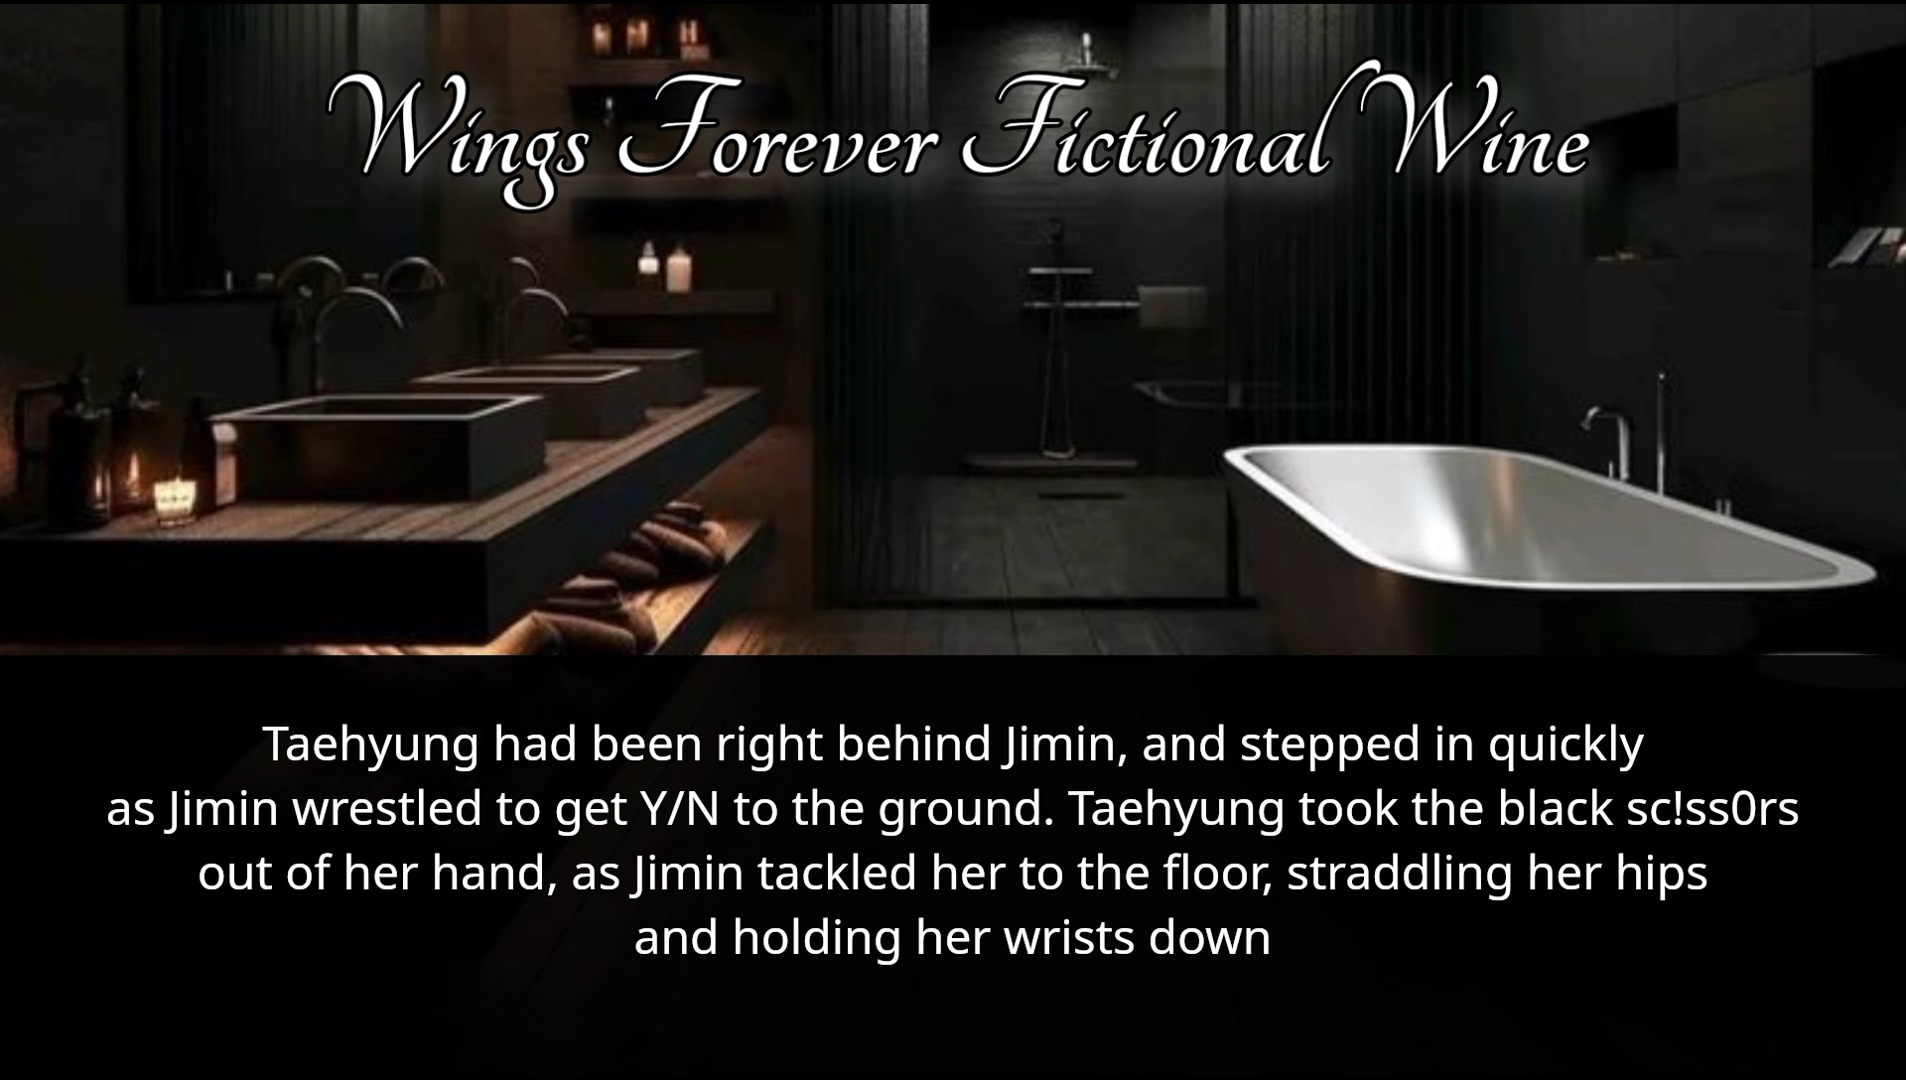 Wings Forever Fictional Wine
Taehyung had been right behind Jimin, and stepped in quickly
as Jimin wrestled to get Y/N to the ground. Taehyung took the black sc!ss0rs
out of her hand, as Jimin tackled her to the floor, straddling her hips
and holding her wrists down